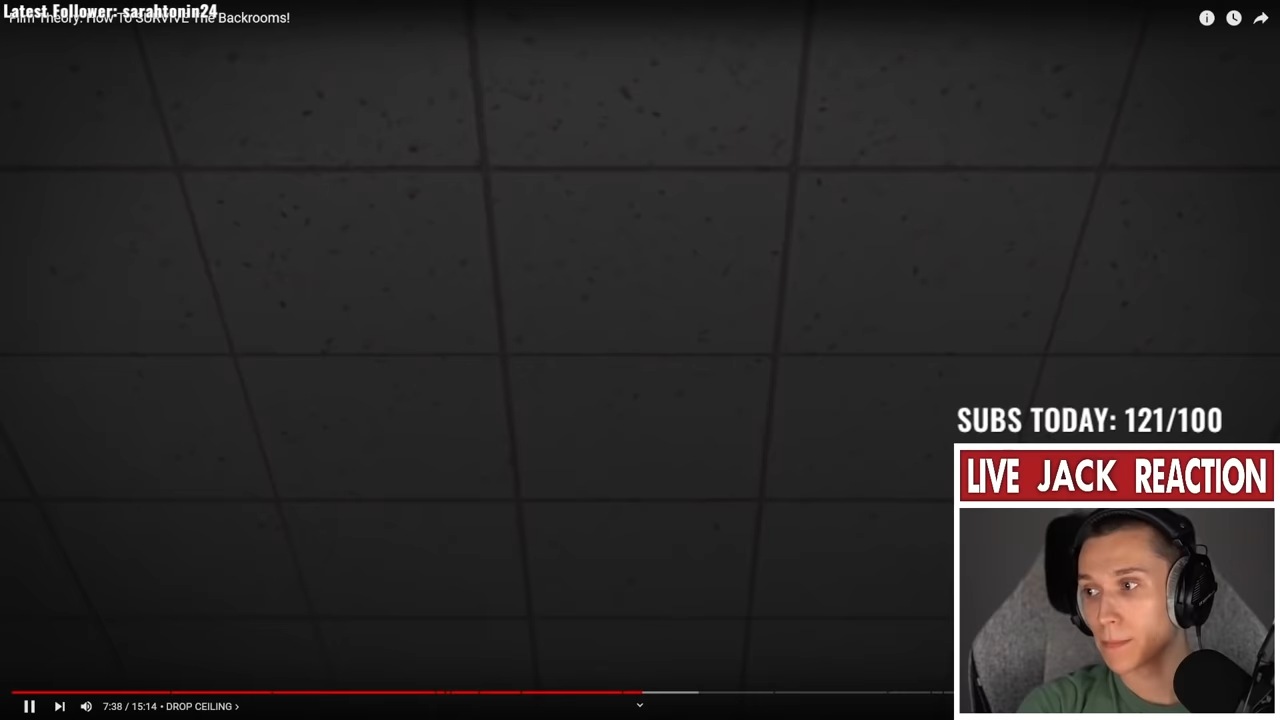 Latest Follower: sarahtonin24
Film Theory: How To SURVIVE The Backrooms!
SUBS TODAY: 121/100
LIVE JACK REACTION
7:38 / 15:14 • DROP CEILING ›